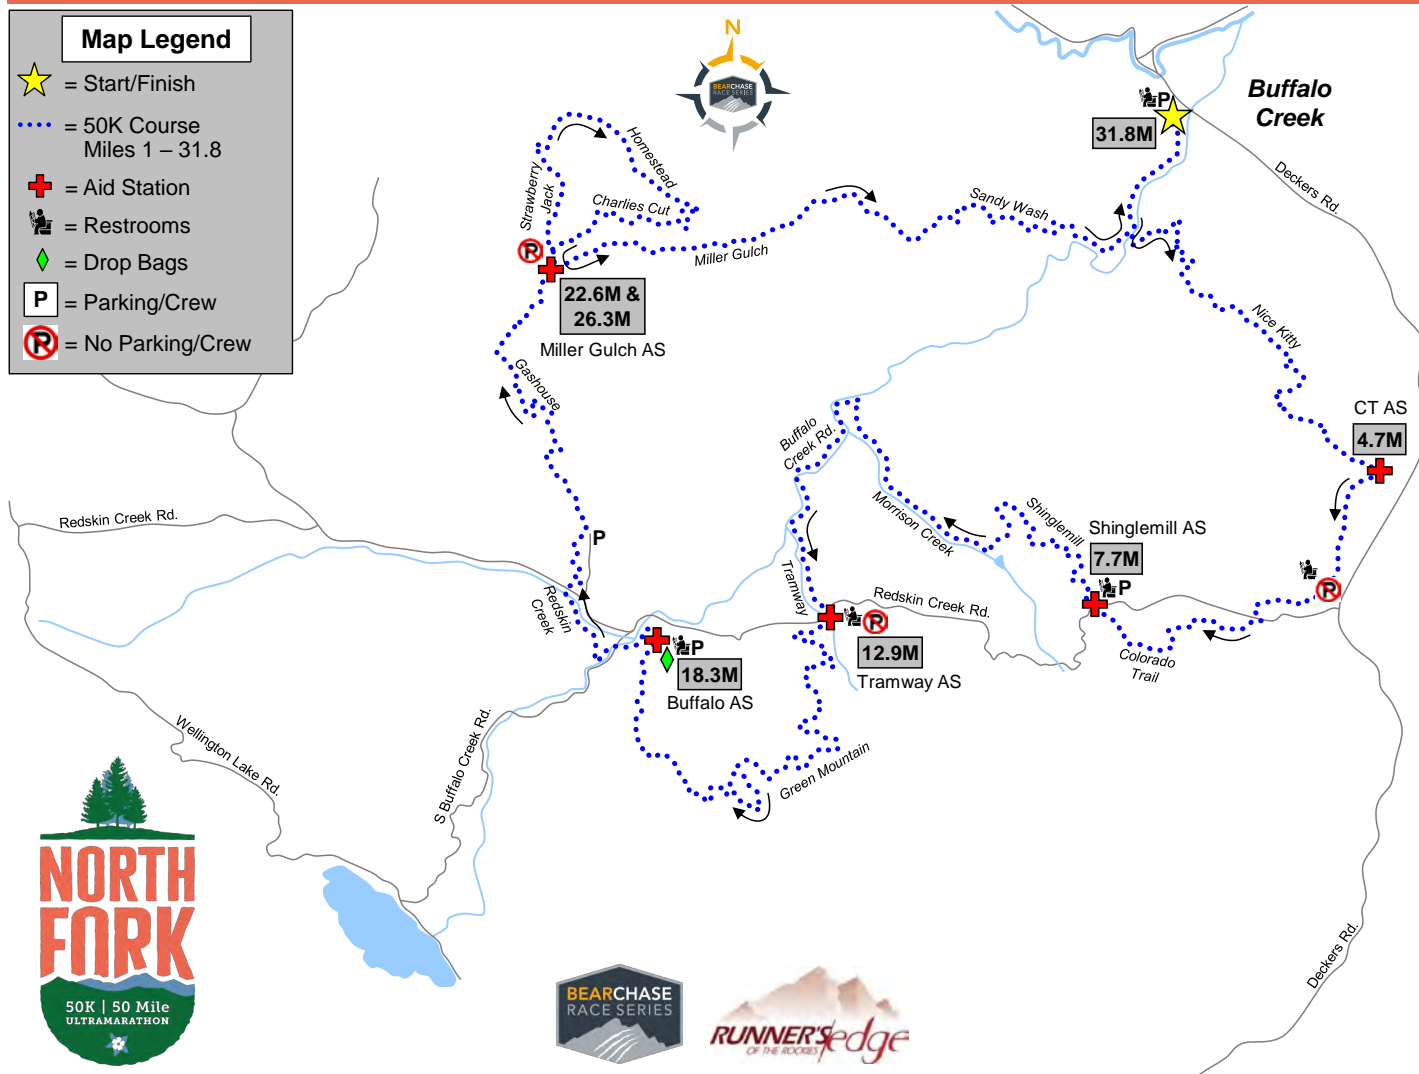 Map Legend
= Start/Finish
= 50K Course
Miles 1 – 31.8
= Aid Station
= Restrooms
= Drop Bags
P = Parking/Crew
P = No Parking/Crew
N
BEARCHASE
RACE SERIES
Buffalo
Creek
P
31.8M
Deckers Rd.
Homestead
Strawberry
Jack
Charlies Cut
P
Miller Gulch
Sandy Wash
22.6M &
26.3M
Miller Gulch AS
Nice Kitty
Gashouse
CT AS
4.7M
Buffalo
Creek Rd.
Morrison Creek
Shinglemill
Shinglemill AS
7.7M
P
P
Redskin Creek Rd.
P
Redskin
Creek
Tramway
Redskin Creek Rd.
P
12.9M
Tramway AS
Colorado
Trail
P
18.3M
Buffalo AS
Green Mountain
Wellington Lake Rd.
S Buffalo Creek Rd.
Deckers Rd.
NORTH
FORK
50K | 50 Mile
ULTRAMARATHON
BEARCHASE
RACE SERIES
RUNNER'S edge
OF THE ROCKIES